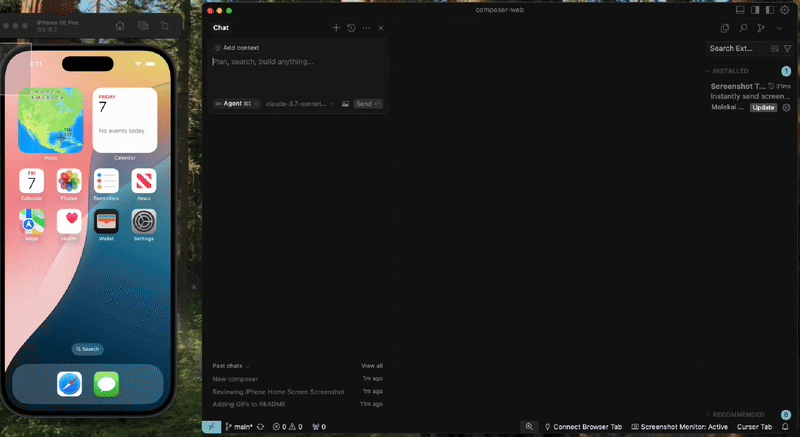 iPhone 16 Pro
iOS 18.2
NORTH
AMERICA
Maps
FRIDAY
7
No events today
Calendar
FRI
7
Calendar
Photos
Reminders
News
Maps
Health
Wallet
Settings
Search
composer-web
Chat
Add context
Plan, search, build anything...
Agent ⌘I
claude-3.7-sonnet...
Send
Past chats
View all
New composer
1m ago
Reviewing iPhone Home Screen Screenshot
1m ago
Adding GIFs to README
11m ago
Search Ext...
INSTALLED
1
Screenshot T...
31ms
Instantly send screen...
Malekai ...
Update
RECOMMENDED
8
main*
0
0
0
Connect Browser Tab
Screenshot Monitor: Active
Cursor Tab